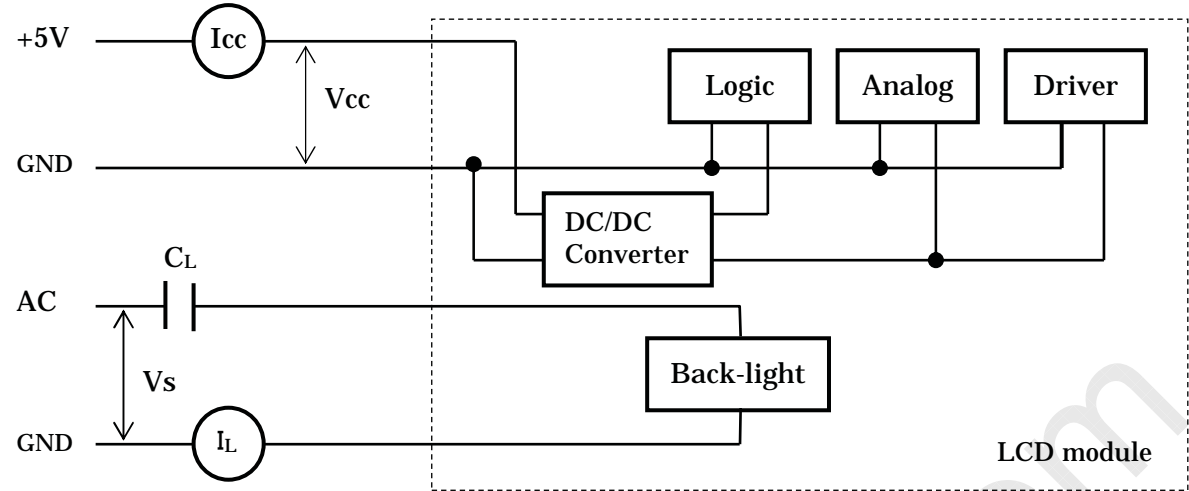 +5V
Icc
Vcc
GND
Logic
Analog
Driver
DC/DC
Converter
CL
AC
Vs
Back-light
GND
IL
LCD module